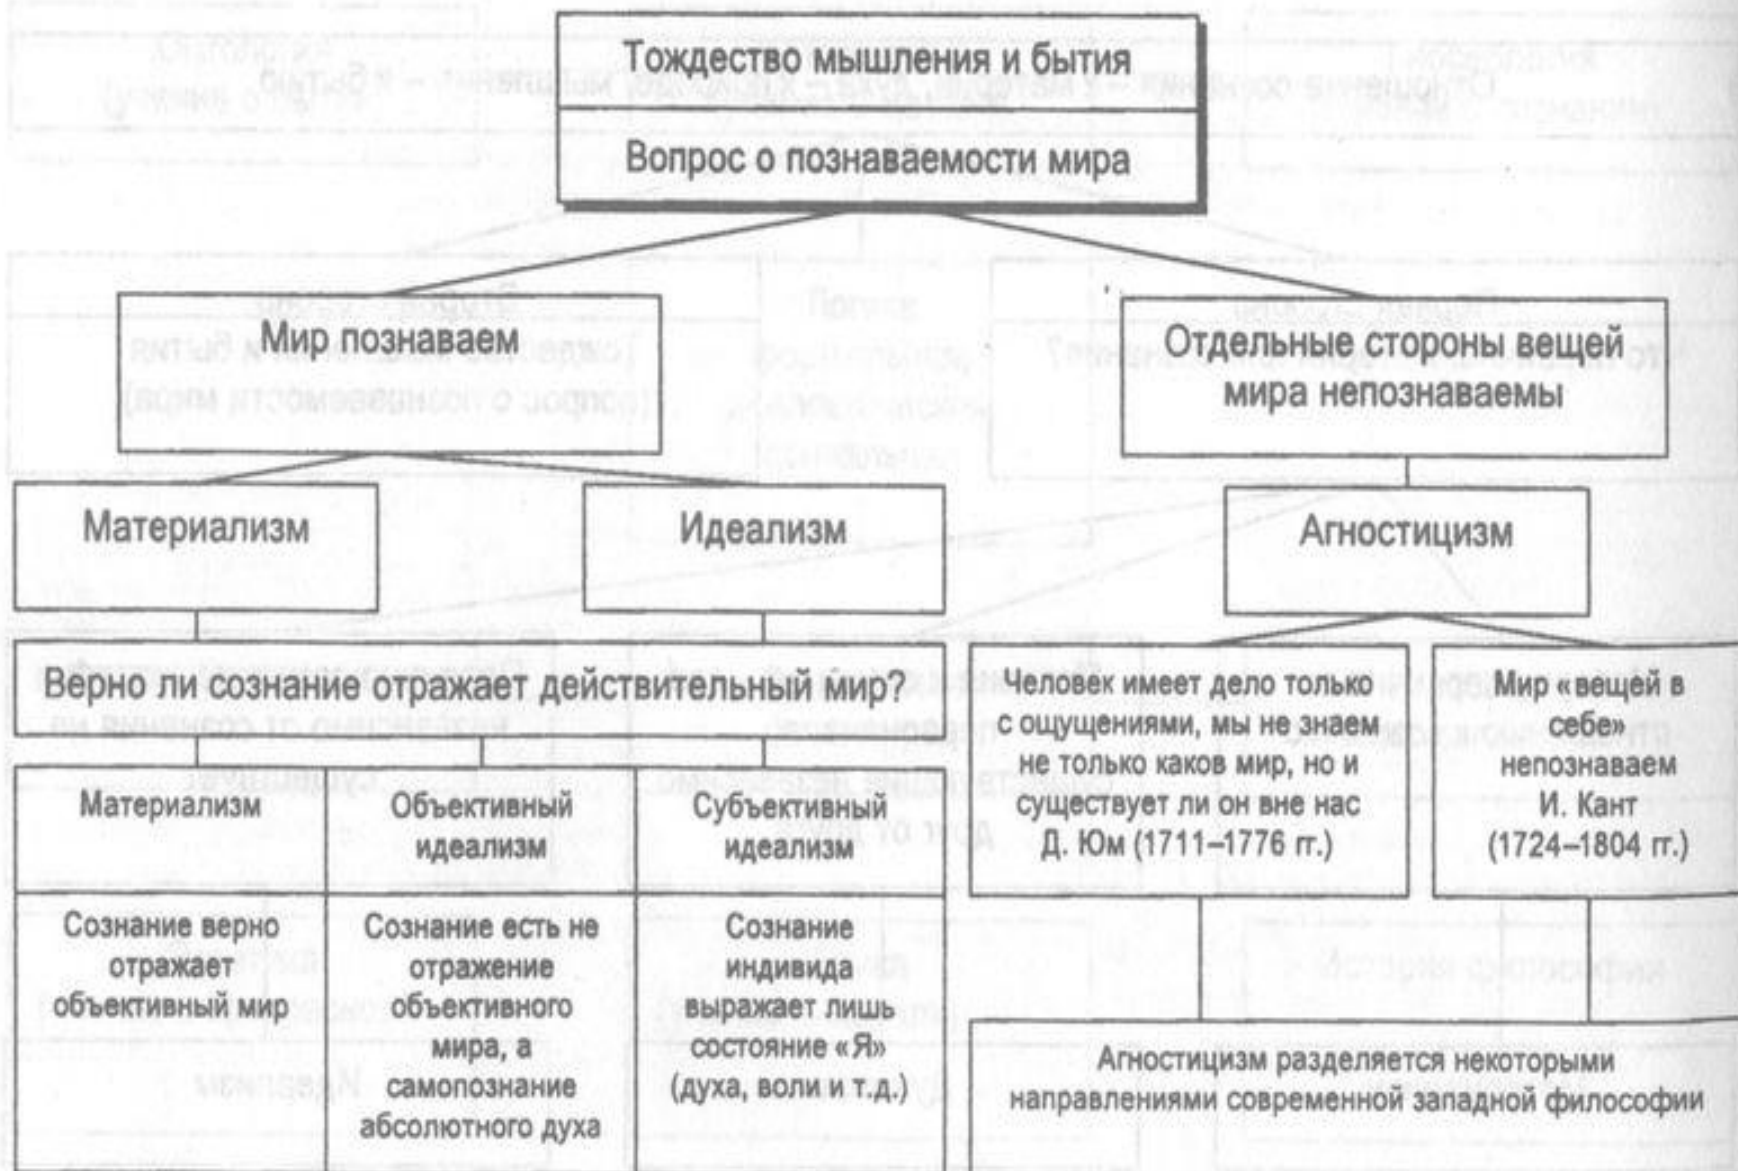 Тождество мышления и бытия
Вопрос о познаваемости мира
Мир познаваем
Отдельные стороны вещей
мира непознаваемы
Материализм
Идеализм
Агностицизм
Верно ли сознание отражает действительный мир?
Материализм
Объективный
идеализм
Субъективный
идеализм
Сознание верно
отражает
объективный мир
Сознание есть не
отражение
объективного
мира, а
самопознание
абсолютного духа
Сознание
индивида
выражает лишь
состояние «Я»
(духа, воли и т.д.)
Человек имеет дело только
с ощущениями, мы не знаем
не только каков мир, но и
существует ли он вне нас
Д. Юм (1711–1776 гг.)
Мир «вещей в
себе»
непознаваем
И. Кант
(1724–1804 гг.)
Агностицизм разделяется некоторыми
направлениями современной западной философии